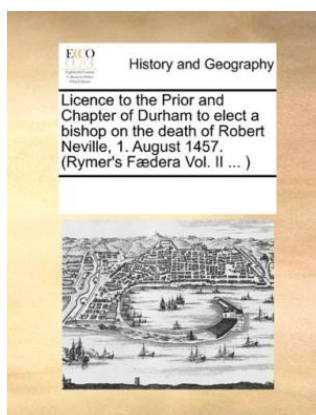 ECCO
History and Geography
Licence to the Prior and
Chapter of Durham to elect a
bishop on the death of Robert
Neville, 1. August 1457.
(Rymer's Fædera Vol. II ... )